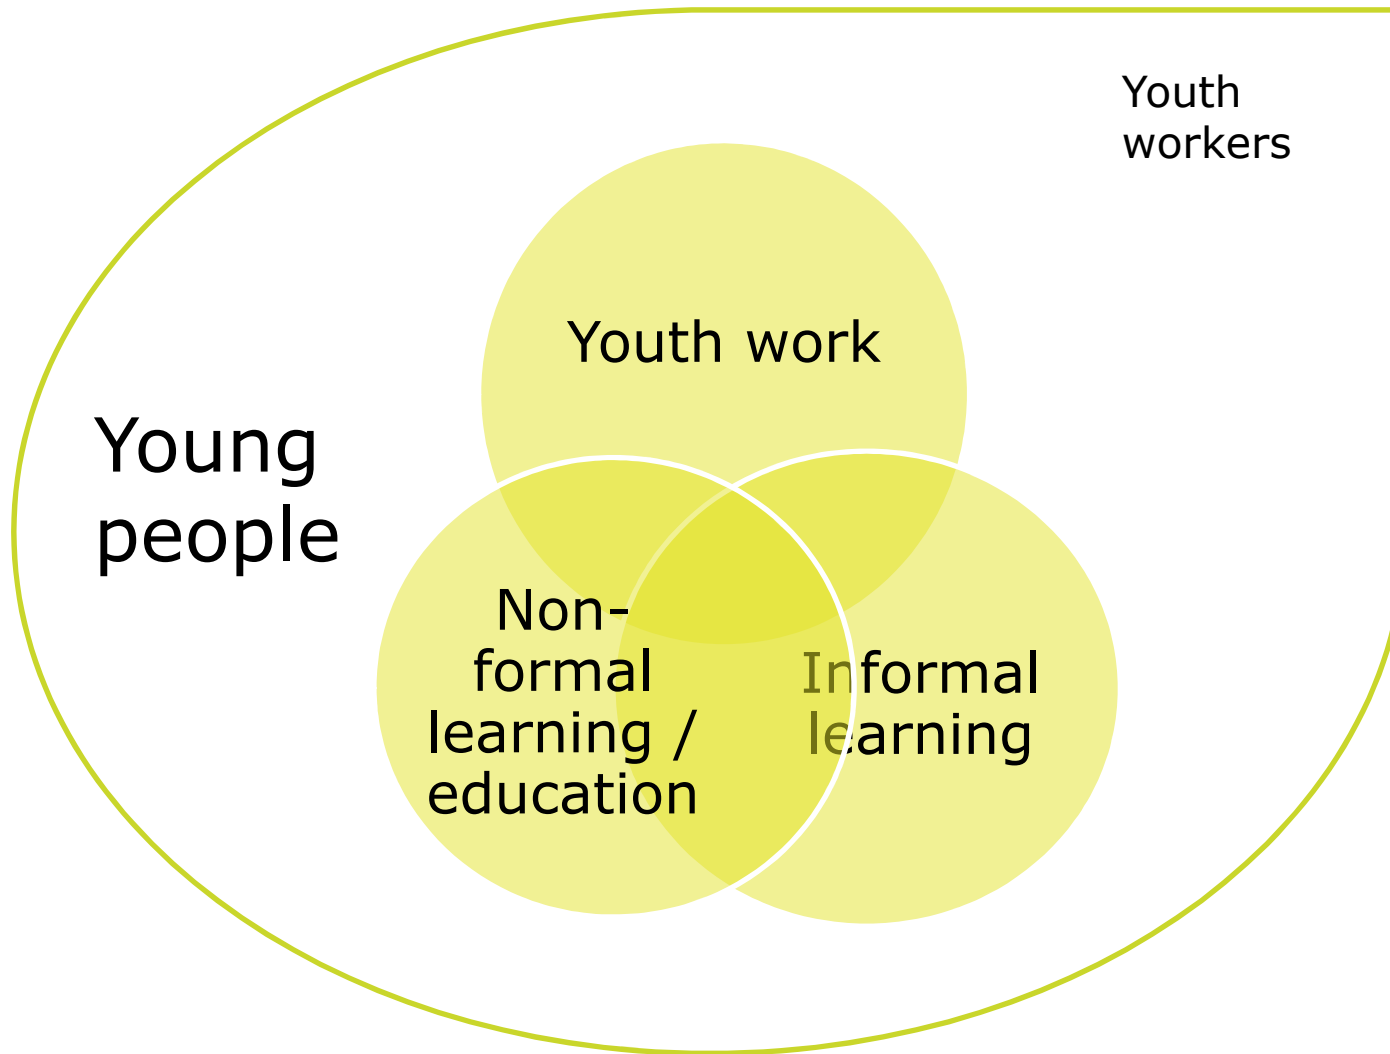 Youth
workers
Youth work
Young
people
Non-
formal
learning /
education
Informal
learning